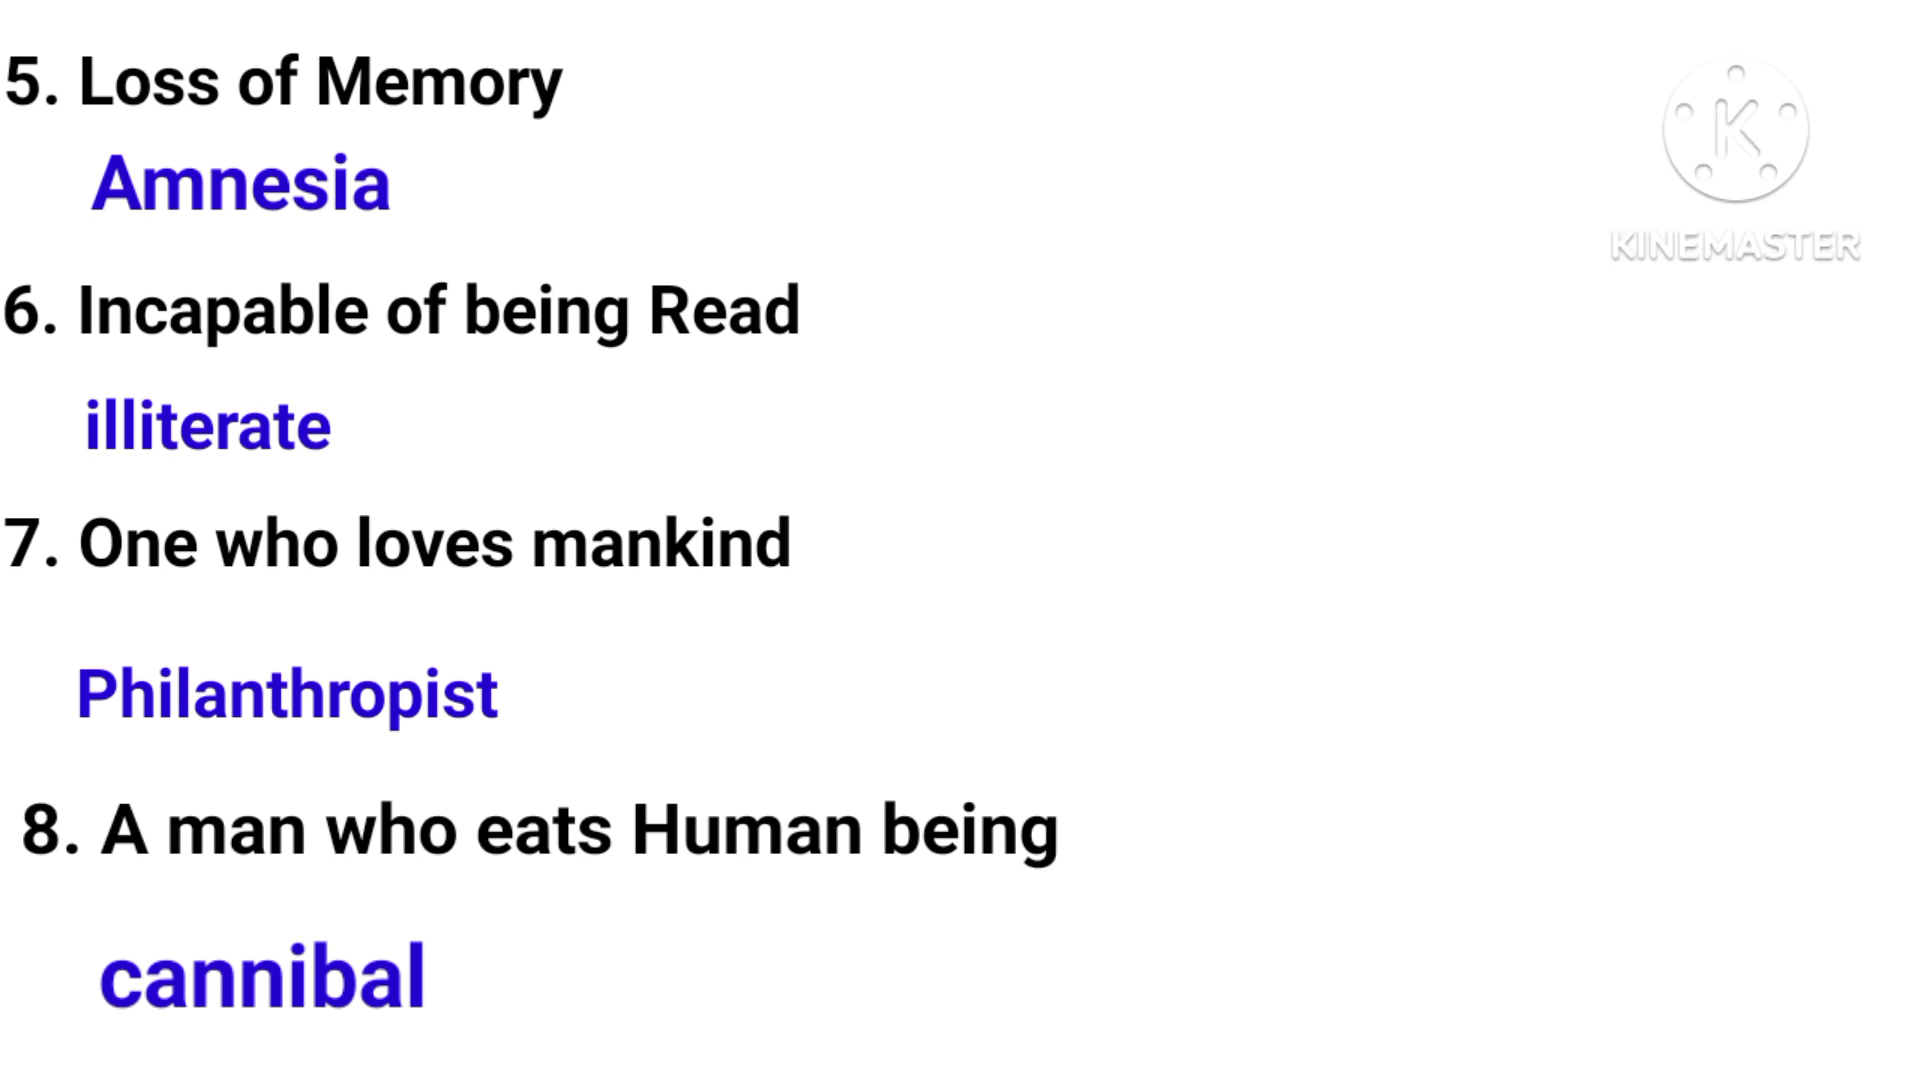 5. Loss of Memory
K
KINEMASTER
Amnesia
6. Incapable of being Read
illiterate
7. One who loves mankind
Philanthropist
8. A man who eats Human being
cannibal